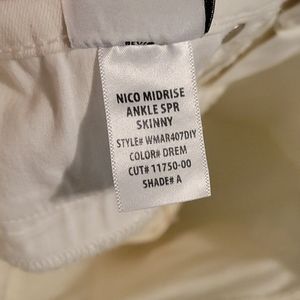 NICO MIDRISE
ANKLE SPR
SKINNY
STYLE# WMAR407DIY
COLOR# DREM
CUT# 11750-00
SHADE# A